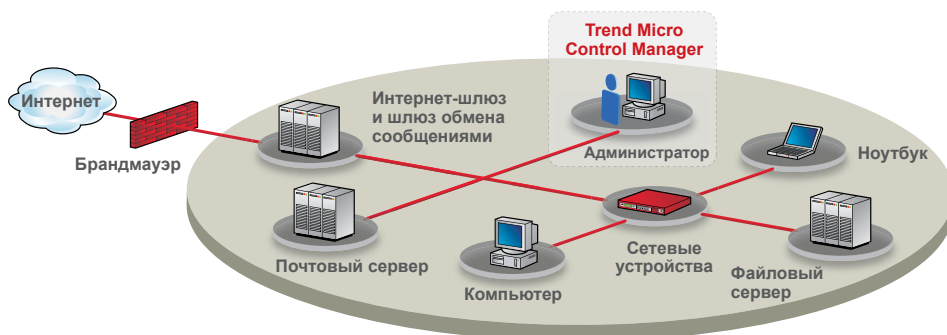 Trend Micro
Control Manager
Интернет
Интернет-шлюз
и шлюз обмена
сообщениями
Брандмауэр
Администратор
Ноутбук
Почтовый сервер
Компьютер
Сетевые
устройства
Файловый
сервер